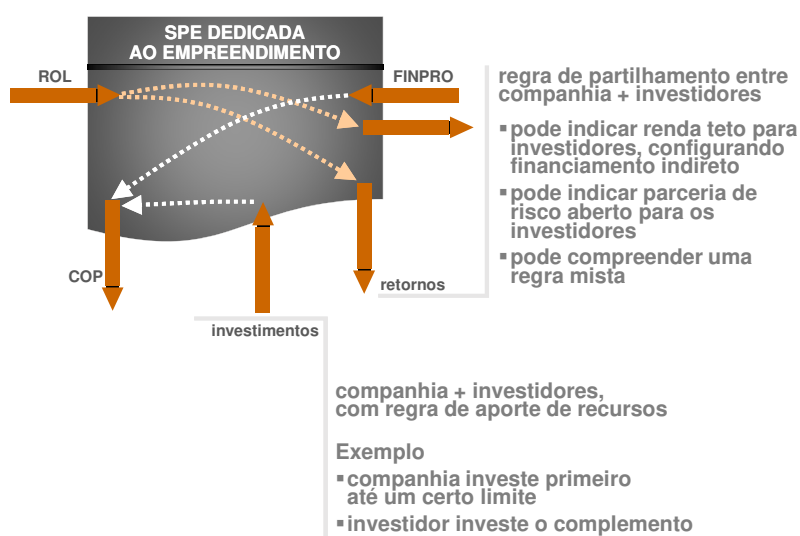 SPE DEDICADA
AO EMPREENDIMENTO
ROL
FINPRO
regra de partilhamento entre
companhia + investidores
▪pode indicar renda teto para
investidores, configurando
financiamento indireto
▪pode indicar parceria de
risco aberto para os
investidores
▪pode compreender uma
regra mista
COP
retornos
investimentos
companhia + investidores,
com regra de aporte de recursos
Exemplo
▪companhia investe primeiro
até um certo limite
▪investidor investe o complemento